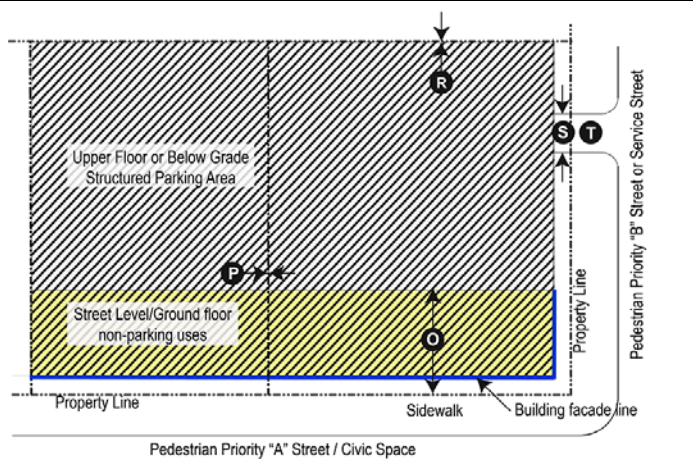 R
S T
Upper Floor or Below Grade
Structured Parking Area
P
Street Level/Ground floor
non-parking uses
O
Property Line
Pedestrian Priority "B" Street or Service Street
Property Line
Sidewalk
Building facade line
Pedestrian Priority "A" Street / Civic Space